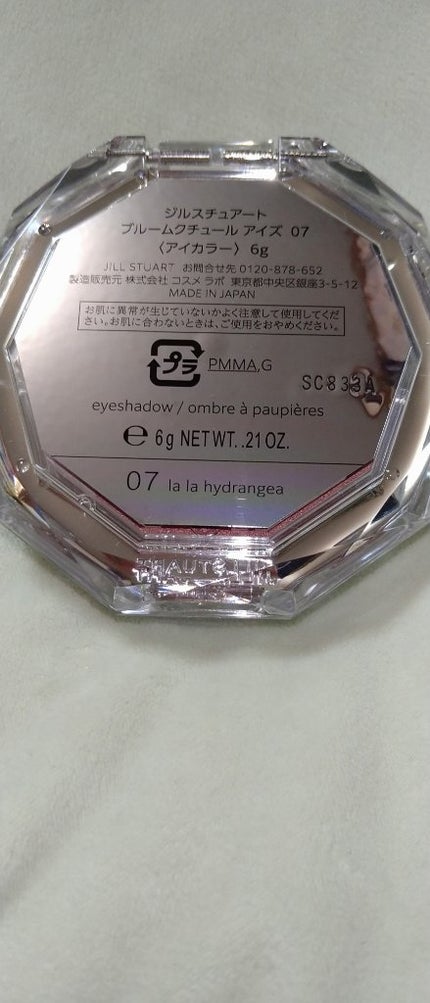 ジルスチュアート
ブルームクチュール アイズ 07
〈アイカラー〉 6g
JILL STUART お問合せ先 0120-878-652
製造販売元 株式会社 コスメ ラボ 東京都中央区銀座3-5-12
MADE IN JAPAN
お肌に異常が生じていないかよく注意して使用してくだ
さい。お肌に合わないときは、ご使用をおやめください。
プラ PMMA,G
SC833A
eyeshadow / ombre à paupières
e 6g NET WT. .21 OZ.
07 la la hydrangea